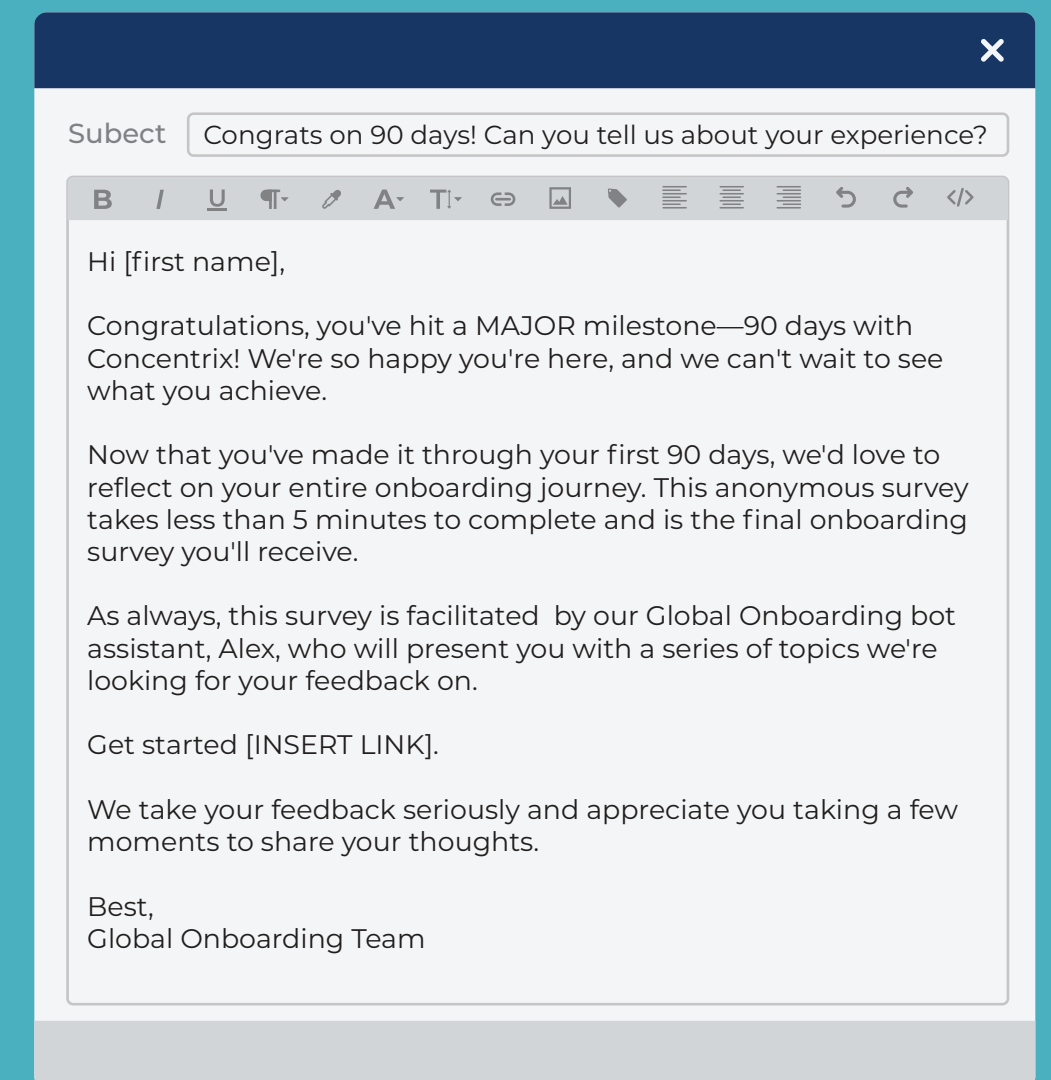 Subect
Congrats on 90 days! Can you tell us about your experience?
B I U A T
Hi [first name],
Congratulations, you've hit a MAJOR milestone—90 days with
Concentrix! We're so happy you're here, and we can't wait to see
what you achieve.
Now that you've made it through your first 90 days, we'd love to
reflect on your entire onboarding journey. This anonymous survey
takes less than 5 minutes to complete and is the final onboarding
survey you'll receive.
As always, this survey is facilitated  by our Global Onboarding bot
assistant, Alex, who will present you with a series of topics we're
looking for your feedback on.
Get started [INSERT LINK].
We take your feedback seriously and appreciate you taking a few
moments to share your thoughts.
Best,
Global Onboarding Team